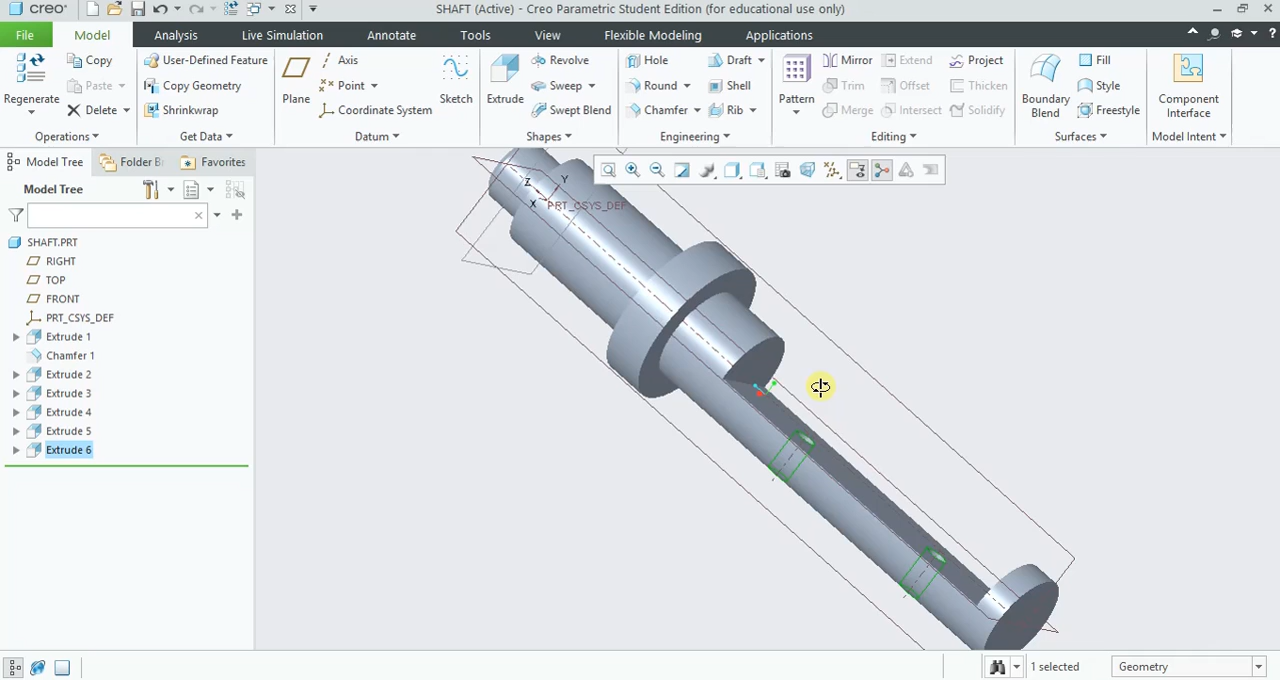 creo
SHAFT (Active) - Creo Parametric Student Edition (for educational use only)
File Model Analysis Live Simulation Annotate Tools View Flexible Modeling Applications
Regenerate
Copy
Paste
Delete
Operations
User-Defined Feature
Copy Geometry
Shrinkwrap
Get Data
Plane
Axis
Point
Coordinate System
Sketch
Datum
Extrude
Revolve
Sweep
Swept Blend
Shapes
Hole
Round
Chamfer
Draft
Shell
Rib
Engineering
Pattern
Mirror
Trim
Merge
Extend
Offset
Intersect
Project
Thicken
Solidify
Editing
Boundary
Blend
Fill
Style
Freestyle
Surfaces
Component
Interface
Model Intent
Model Tree
Folder B
Favorites
Model Tree
SHAFT.PRT
RIGHT
TOP
FRONT
PRT_CSYS_DEF
Extrude 1
Chamfer 1
Extrude 2
Extrude 3
Extrude 4
Extrude 5
Extrude 6
Z
Y
X
PRT_CSYS_DEF
1 selected
Geometry